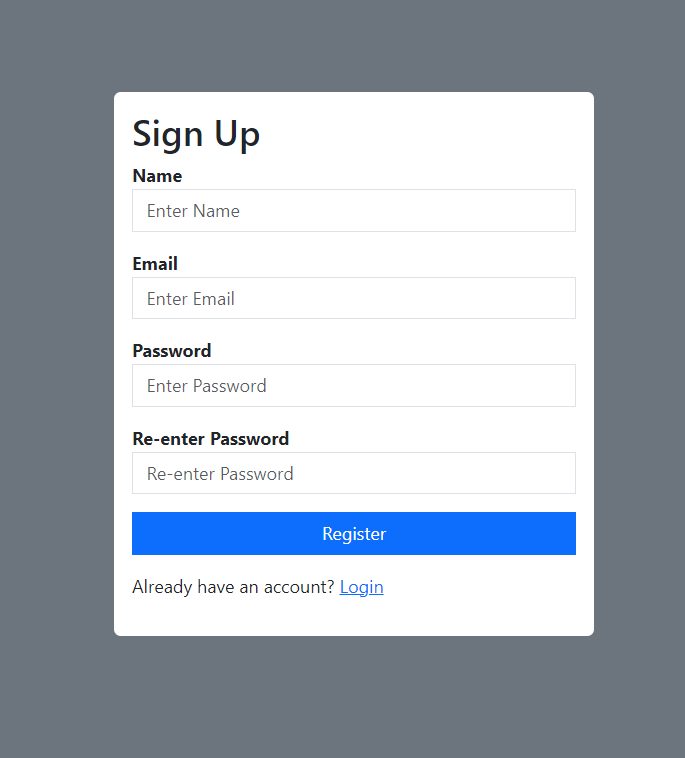 Sign Up
Name
Enter Name
Email
Enter Email
Password
Enter Password
Re-enter Password
Re-enter Password
Register
Already have an account? Login